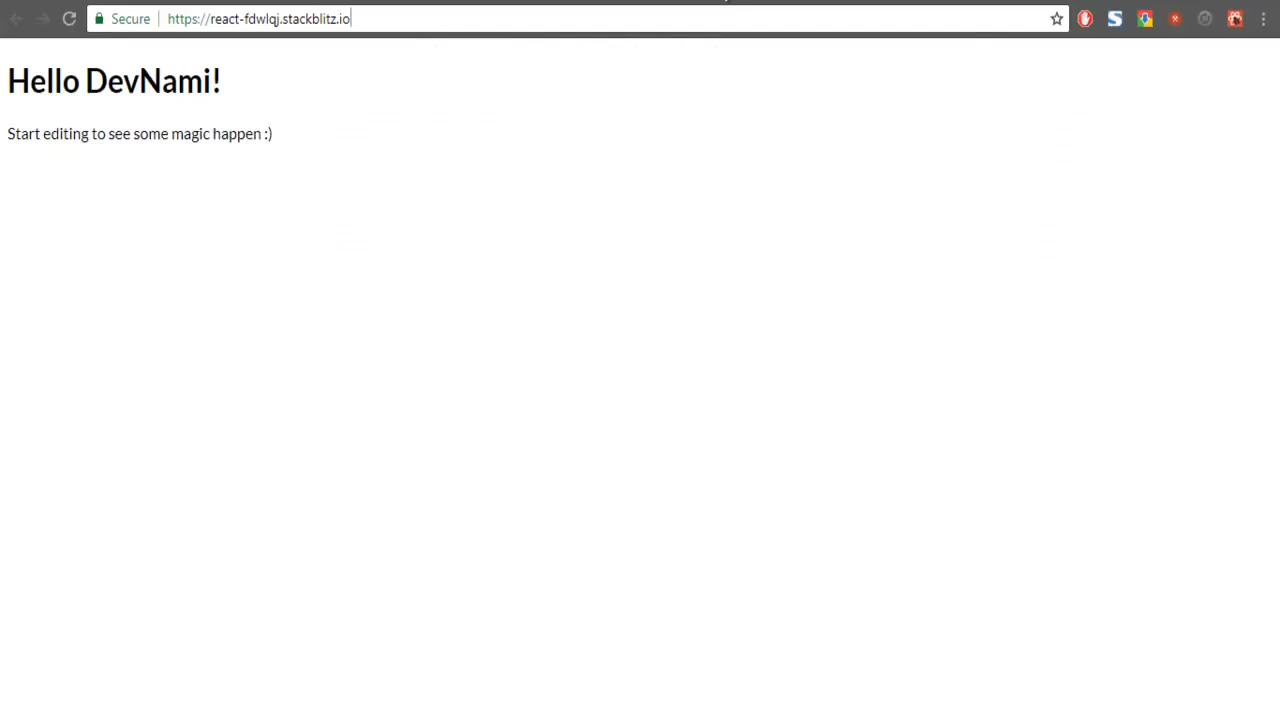 Secure https://react-fdwlqj.stackblitz.io
Hello DevNami!
Start editing to see some magic happen :)